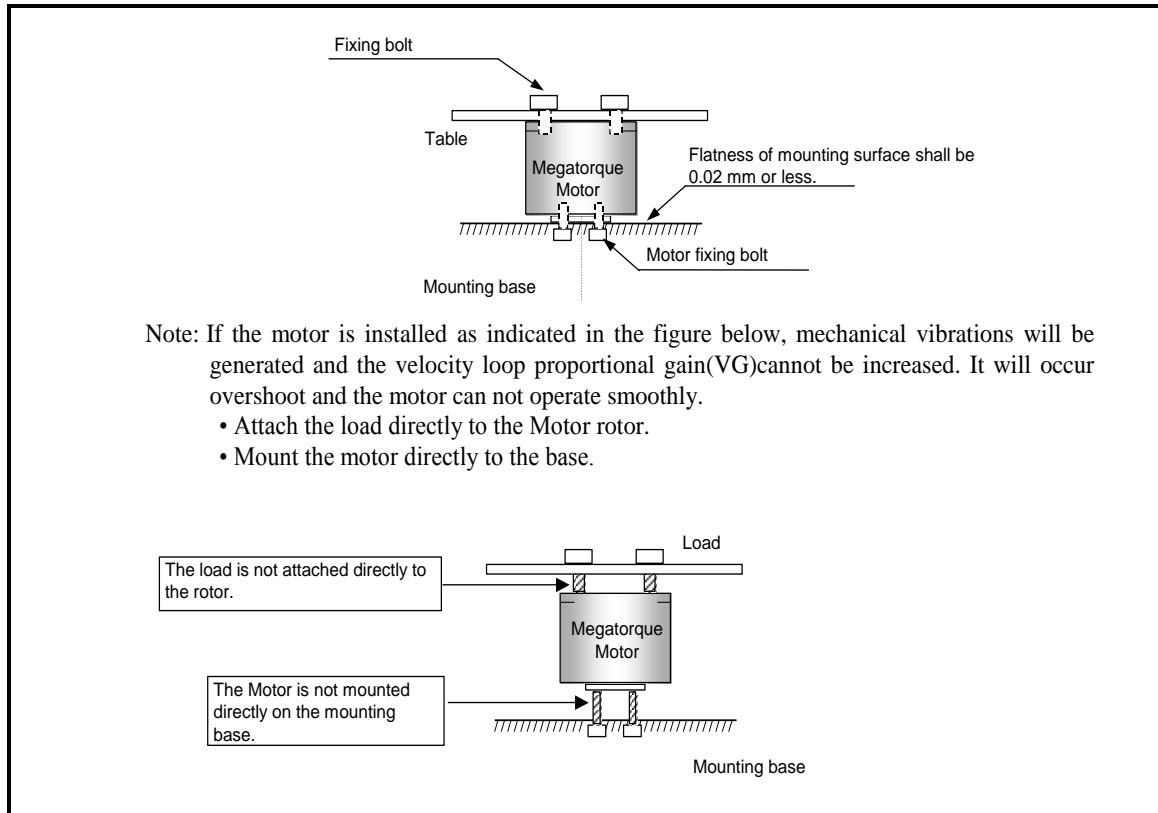 Fixing bolt
Table
Megatorque
Motor
Flatness of mounting surface shall be
0.02 mm or less.
Motor fixing bolt
Mounting base
Note: If the motor is installed as indicated in the figure below, mechanical vibrations will be
generated and the velocity loop proportional gain(VG)cannot be increased. It will occur
overshoot and the motor can not operate smoothly.
• Attach the load directly to the Motor rotor.
• Mount the motor directly to the base.
Load
The load is not attached directly to
the rotor.
Megatorque
Motor
The Motor is not mounted
directly on the mounting
base.
Mounting base